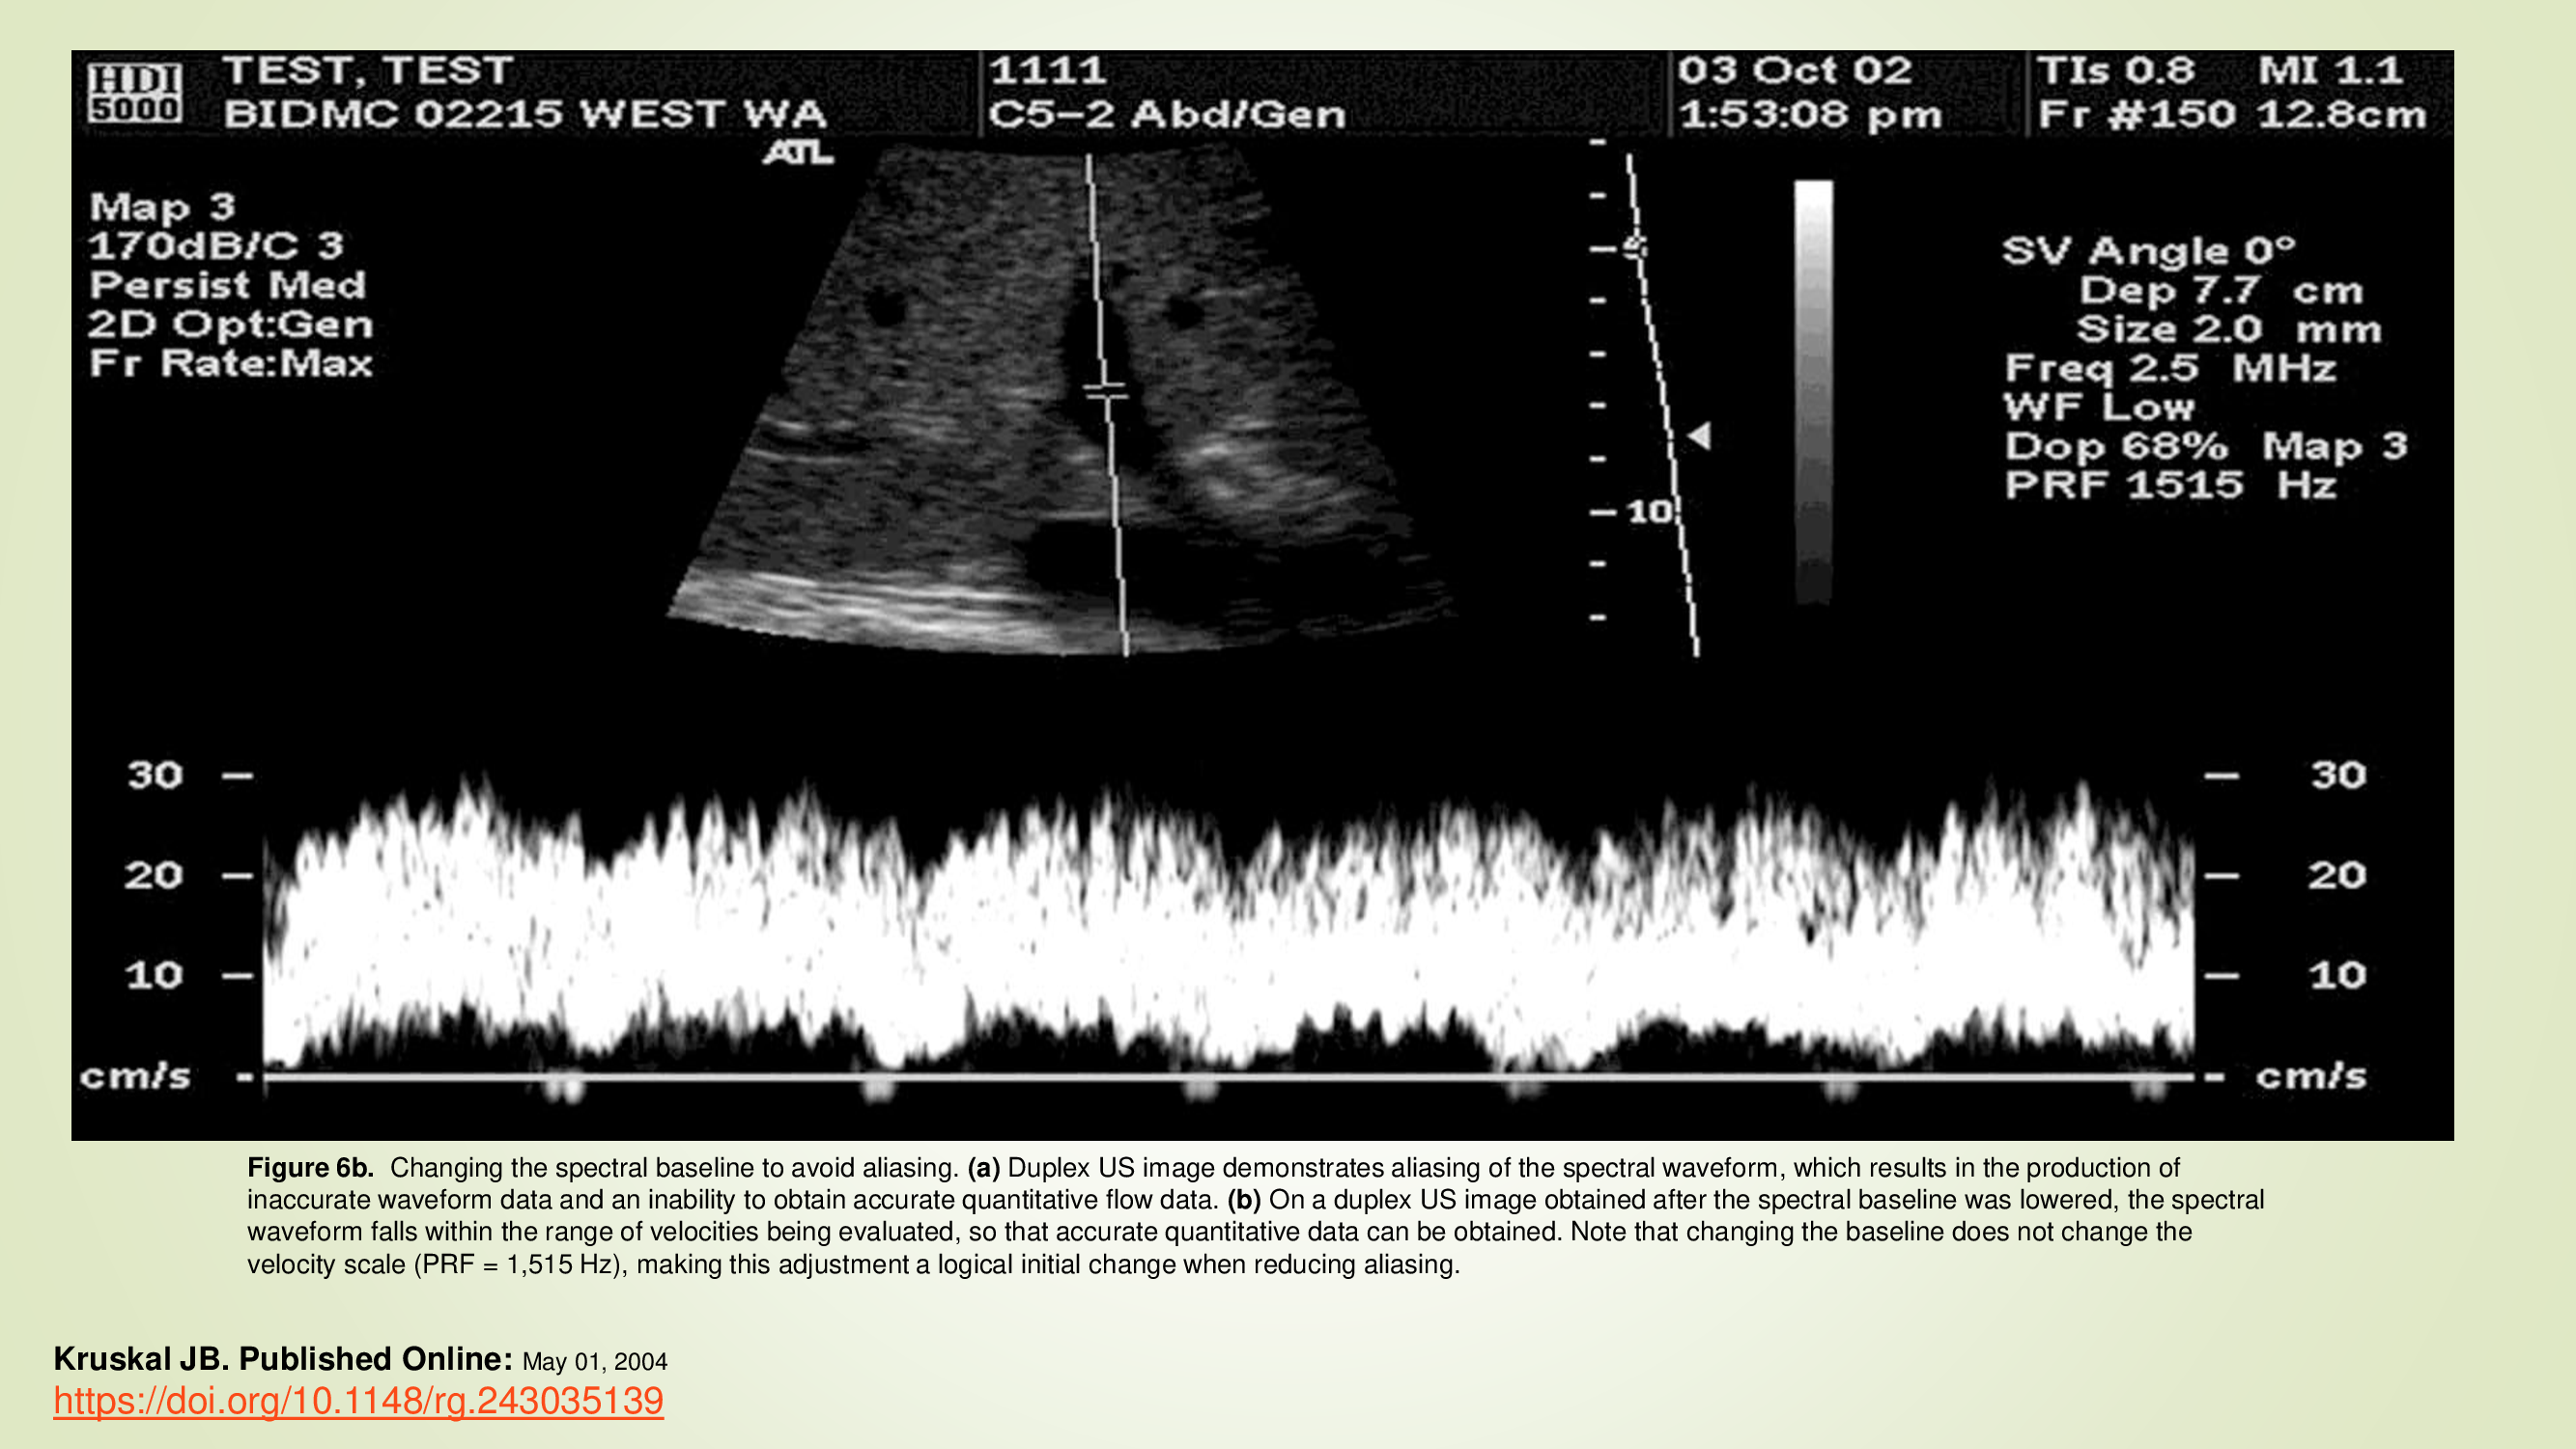 HDI 5000
TEST, TEST
BIDMC 02215 WEST WA
1111
C5-2 Abd/Gen
03 Oct 02
1:53:08 pm
TIs 0.8 MI 1.1
Fr #150 12.8cm
ATL
Map 3
170dB/C 3
Persist Med
2D Opt:Gen
Fr Rate:Max
10
SV Angle 0°
Dep 7.7 cm
Size 2.0 mm
Freq 2.5 MHz
WF Low
Dop 68% Map 3
PRF 1515 Hz
30 30
20 20
10 10
cm/s cm/s
Figure 6b. Changing the spectral baseline to avoid aliasing. (a) Duplex US image demonstrates aliasing of the spectral waveform, which results in the production of
inaccurate waveform data and an inability to obtain accurate quantitative flow data. (b) On a duplex US image obtained after the spectral baseline was lowered, the spectral
waveform falls within the range of velocities being evaluated, so that accurate quantitative data can be obtained. Note that changing the baseline does not change the
velocity scale (PRF = 1,515 Hz), making this adjustment a logical initial change when reducing aliasing.
Kruskal JB. Published Online: May 01, 2004
https://doi.org/10.1148/rg.243035139